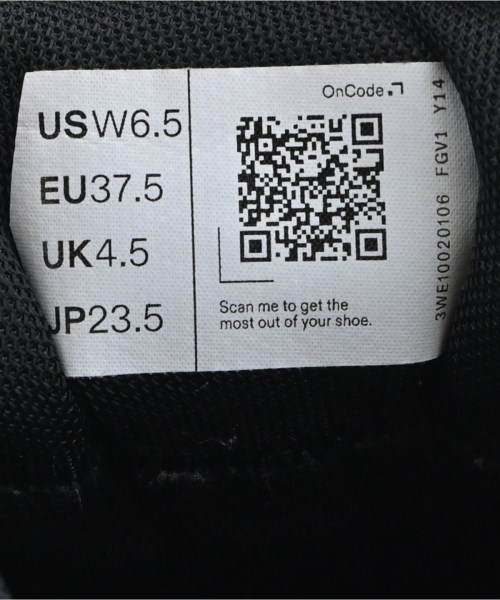 USW6.5
EU37.5
UK4.5
JP23.5
OnCode
Scan me to get the
most out of your shoe.
3WE10020106 FGV1 Y14